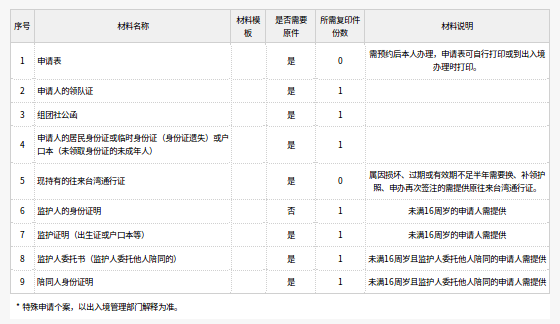 序号 材料名称 材料模板 是否需要原件 所需复印件份数 材料说明
1 申请表 是 0 需预约后本人办理，申请表可自行打印或到出入境办理时打印。
2 申请人的领队证 是 1
3 组团社公函 是 1
4 申请人的居民身份证或临时身份证（身份证遗失）或户口本（未领取身份证的未成年人） 是 1
5 现持有的往来台湾通行证 是 0 属因损坏、过期或有效期不足半年需要换、补领护照、申办再次签注的需提供原往来台湾通行证。
6 监护人的身份证明 否 1 未满16周岁的申请人需提供
7 监护证明（出生证或户口本等） 是 1 未满16周岁的申请人需提供
8 监护人委托书（监护人委托他人陪同的） 是 1 未满16周岁且监护人委托他人陪同的申请人需提供
9 陪同人身份证明 是 1 未满16周岁且监护人委托他人陪同的申请人需提供
* 特殊申请个案，以出入境管理部门解释为准。